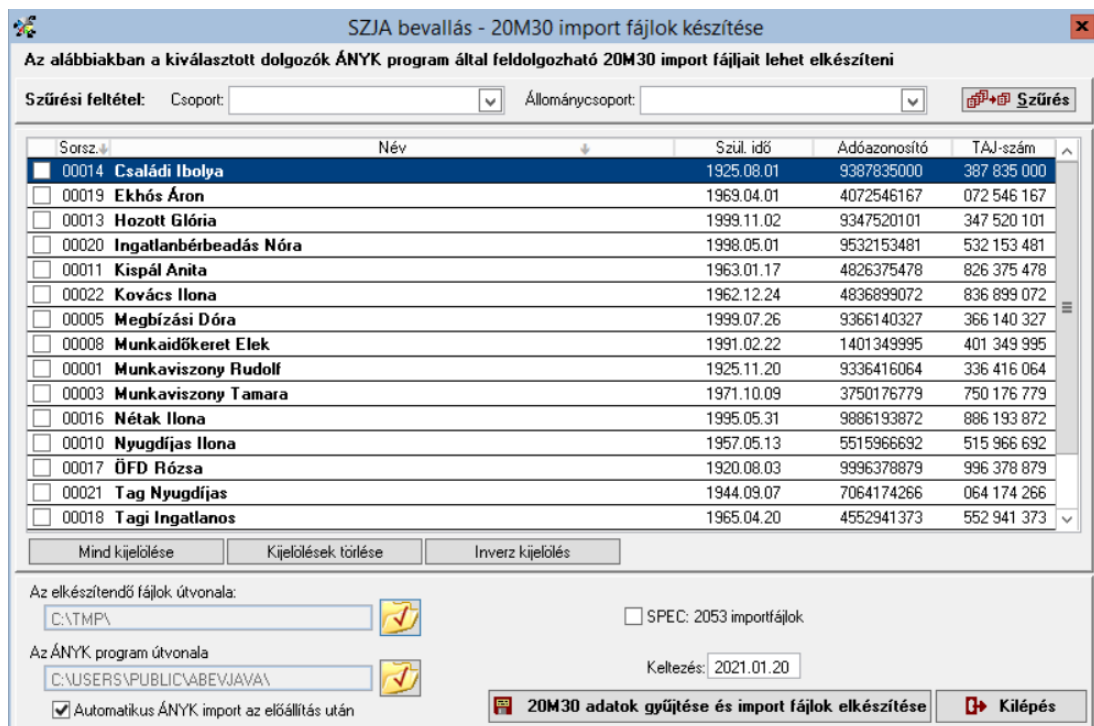 SZJA bevallás - 20M30 import fájlok készítése
Az alábbiakban a kiválasztott dolgozók ÁNYK program által feldolgozható 20M30 import fájljait lehet elkészíteni
Szűrési feltétel: Csoport: Állománycsoport: Szűrés
Sorsz. Név Szül. idő Adóazonosító TAJ-szám
00014 Családi Ibolya 1925.08.01 9387835000 387 835 000
00019 Ekhós Áron 1969.04.01 4072546167 072 546 167
00013 Hozott Glória 1999.11.02 9347520101 347 520 101
00020 Ingatlanbérbeadás Nóra 1998.05.01 9532153481 532 153 481
00011 Kispál Anita 1963.01.17 4826375478 826 375 478
00022 Kovács Ilona 1962.12.24 4836899072 836 899 072
00005 Megbízási Dóra 1999.07.26 9366140327 366 140 327
00008 Munkaidőkeret Elek 1991.02.22 1401349995 401 349 995
00001 Munkaviszony Rudolf 1925.11.20 9336416064 336 416 064
00003 Munkaviszony Tamara 1971.10.09 3750176779 750 176 779
00016 Nétak Ilona 1995.05.31 9886193872 886 193 872
00010 Nyugdíjas Ilona 1957.05.13 5515966692 515 966 692
00017 ÖFD Rózsa 1920.08.03 9996378879 996 378 879
00021 Tag Nyugdíjas 1944.09.07 7064174266 064 174 266
00018 Tagi Ingatlanos 1965.04.20 4552941373 552 941 373
Mind kijelölése Kijelölések törlése Inverz kijelölés
Az elkészítendő fájlok útvonala:
C:\TMP\
SPEC: 2053 importfájlok
Az ÁNYK program útvonala
Keltezés: 2021.01.20
C:\USERS\PUBLIC\ABEVJAVA\
Automatikus ÁNYK import az előállítás után
20M30 adatok gyűjtése és import fájlok elkészítése Kilépés